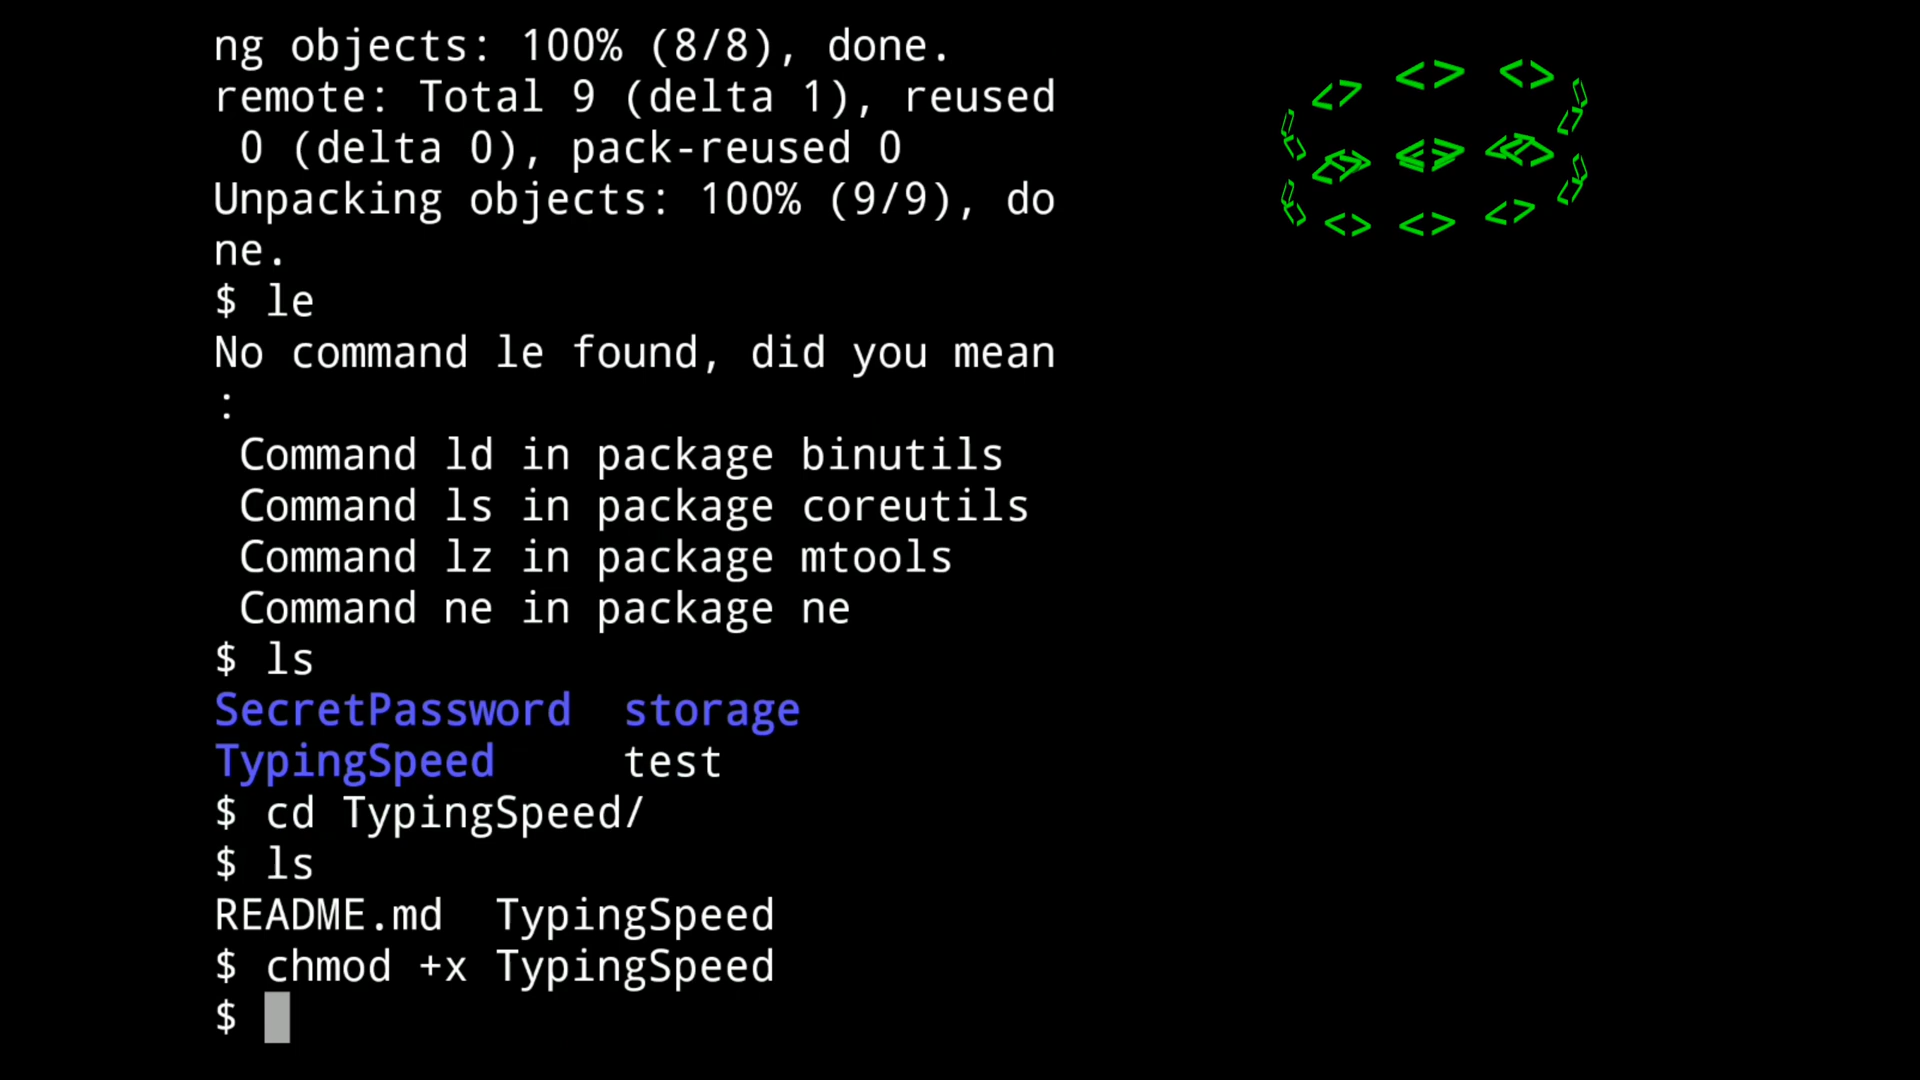 ng objects: 100% (8/8), done.
remote: Total 9 (delta 1), reused
 0 (delta 0), pack-reused 0
Unpacking objects: 100% (9/9), do
ne.
$ le
No command le found, did you mean
:
 Command ld in package binutils
 Command ls in package coreutils
 Command lz in package mtools
 Command ne in package ne
$ ls
SecretPassword  storage
TypingSpeed     test
$ cd TypingSpeed/
$ ls
README.md  TypingSpeed
$ chmod +x TypingSpeed
$